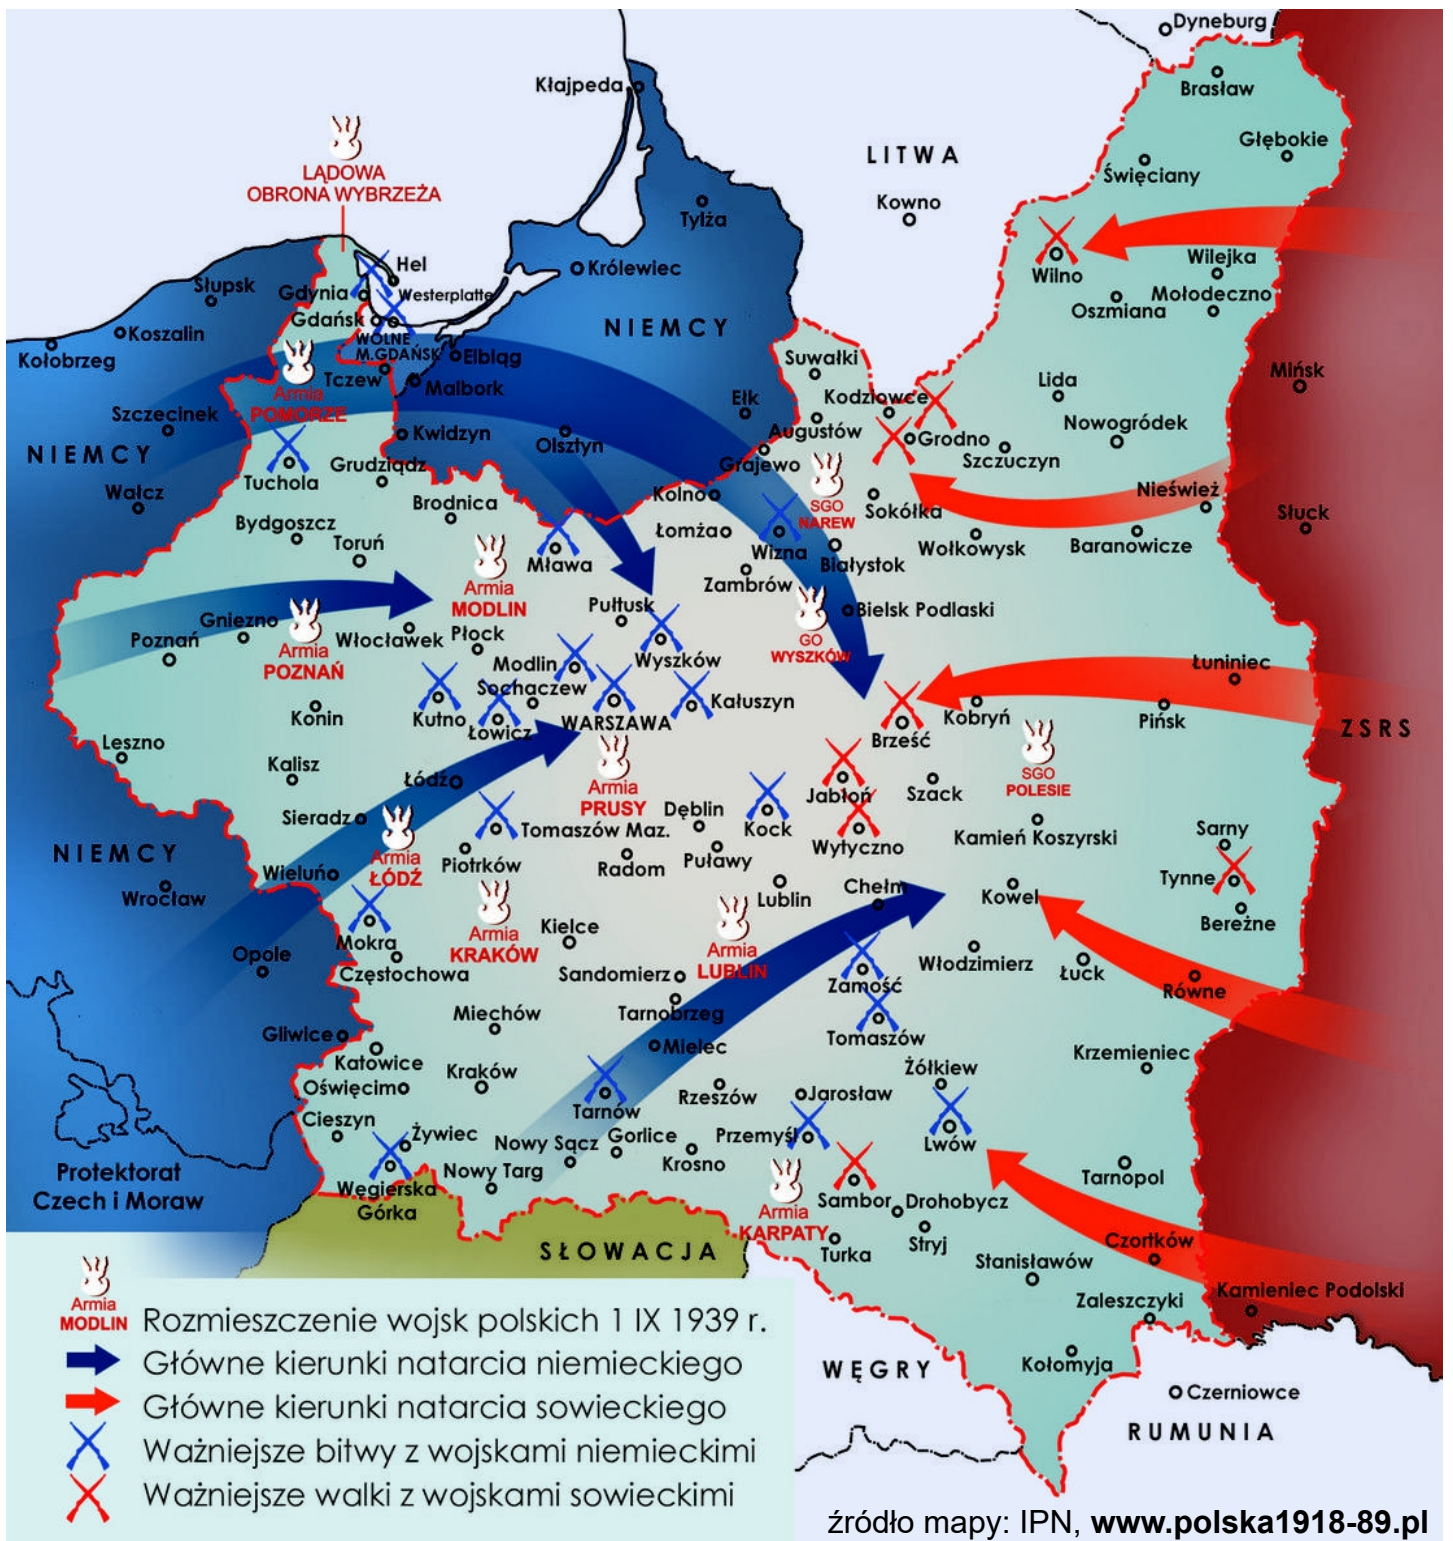 Dyneburg
Brasław
Kłajpeda
Głębokie
LITWA
LĄDOWA
OBRONA WYBRZEŻA
Święciany
Kowno
Tylża
Hel
Królewiec
Wilno
Wilejka
Słupsk
Gdynia
Westerplatte
Oszmiana
Mołodeczno
Gdańsk
NIEMCY
Koszalin
WOLNE
M.GDAŃSK
Elbląg
Kołobrzeg
Suwałki
Tczew
Malbork
Armia
POMORZE
Lida
Mińsk
Kodziowce
Szczecinek
Ełk
Nowogródek
Augustów
Kwidzyn
Olsztyn
Grodno
NIEMCY
Grudziądz
Grajewo
Szczuczyn
Tuchola
Wałcz
Brodnica
Kolno
SGO
NAREW
Nieśwież
Sokółka
Słuck
Bydgoszcz
Toruń
Łomża
Wizna
Wołkowysk
Baranowicze
Mława
Białystok
Zambrów
Armia
MODLIN
Pułtusk
Bielsk Podlaski
Gniezno
Poznań
Włocławek
Płock
Armia
POZNAŃ
GO
WYSZKÓW
Wyszków
Modlin
Łuniniec
Sochaczew
Kałuszyn
Konin
Kutno
Łowicz
WARSZAWA
Kobryń
Pińsk
ZSRS
Brześć
Leszno
Kalisz
Łódź
Armia
PRUSY
SGO
POLESIE
Jabłoń
Szack
Sieradz
Tomaszów Maz.
Dęblin
Kock
Kamień Koszyrski
Sarny
NIEMCY
Armia
ŁÓDŹ
Piotrków
Radom
Puławy
Wytyczno
Wieluń
Tynne
Wrocław
Lublin
Chełm
Kowel
Bereźne
Mokra
Armia
KRAKÓW
Kielce
Armia
LUBLIN
Opole
Częstochowa
Sandomierz
Włodzimierz
Łuck
Zamość
Równe
Miechów
Tarnobrzeg
Gliwice
Mielec
Tomaszów
Katowice
Krzemieniec
Oświęcim
Kraków
Żółkiew
Tarnów
Rzeszów
Jarosław
Cieszyn
Żywiec
Nowy Sącz
Gorlice
Przemyśl
Lwów
Krosno
Protektorat
Czech i Moraw
Nowy Targ
Tarnopol
Węgierska
Górka
Armia
KARPATY
Sambor
Drohobycz
Turka
Stryj
Czortków
SŁOWACJA
Stanisławów
Kamieniec Podolski
Zaleszczyki
Kołomyja
WĘGRY
Czerniowce
RUMUNIA
Armia
MODLIN
Rozmieszczenie wojsk polskich 1 IX 1939 r.
Główne kierunki natarcia niemieckiego
Główne kierunki natarcia sowieckiego
Ważniejsze bitwy z wojskami niemieckimi
Ważniejsze walki z wojskami sowieckimi
źródło mapy: IPN, www.polska1918-89.pl